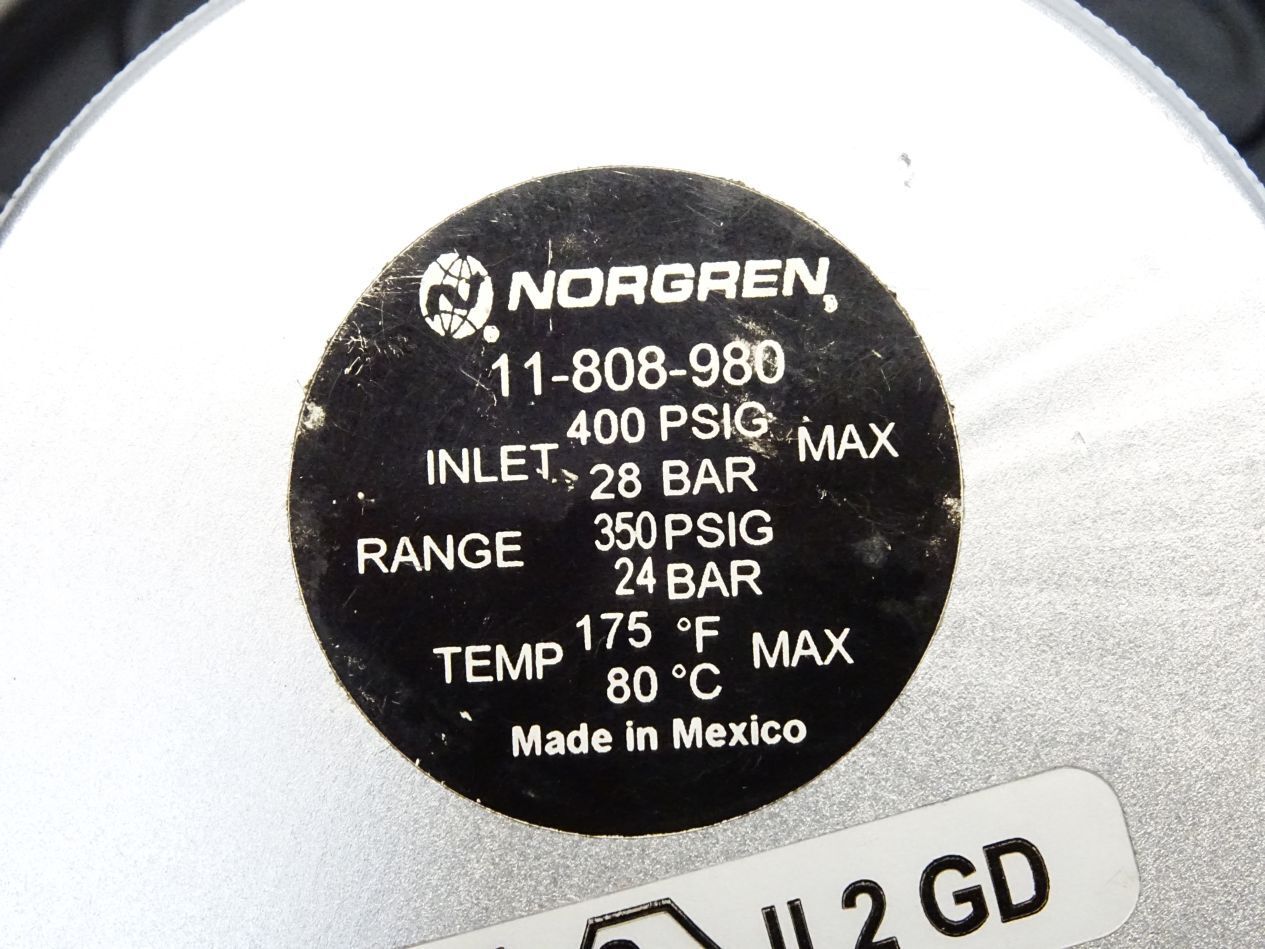 NORGREN®
11-808-980
INLET 400 PSIG MAX
28 BAR
RANGE 350 PSIG
24 BAR
TEMP 175 °F MAX
80 °C
Made in Mexico
II 2 GD